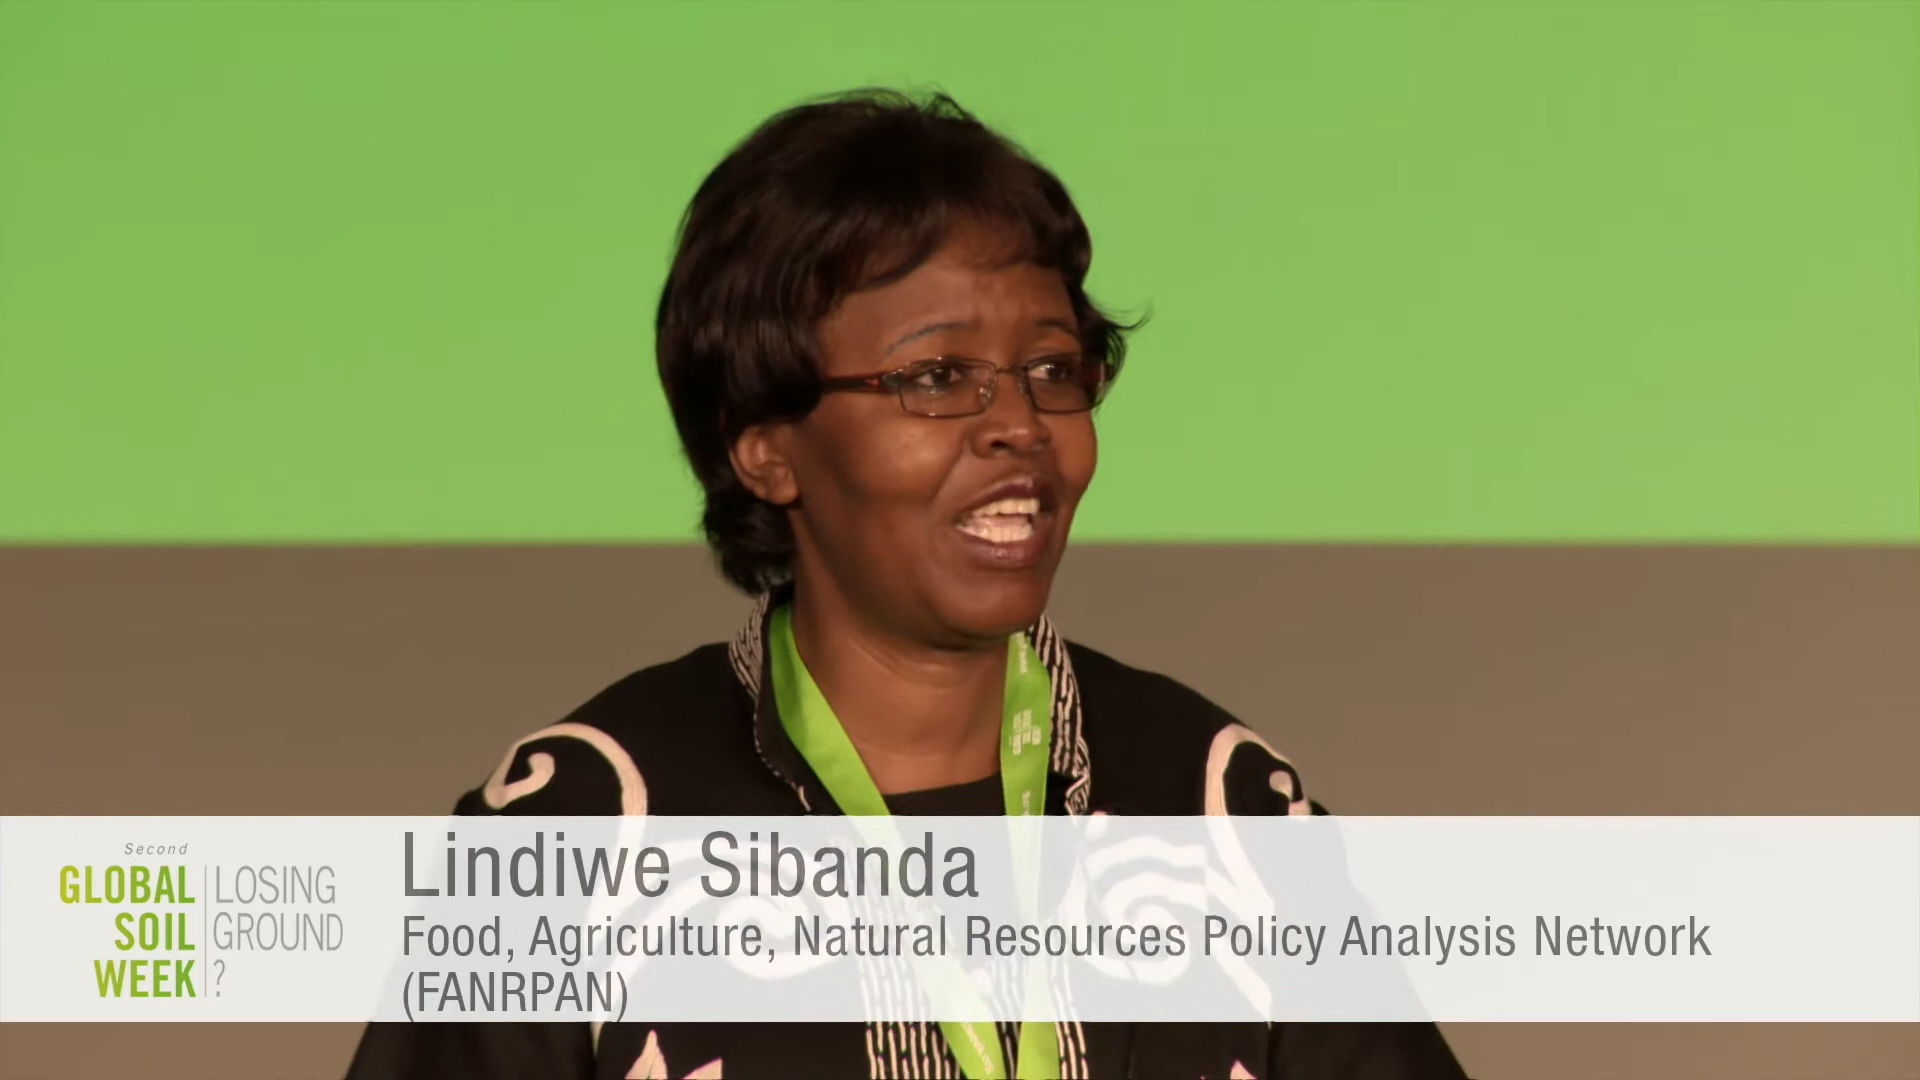 Lindiwe Sibanda
Food, Agriculture, Natural Resources Policy Analysis Network
(FANRPAN)
Second
GLOBAL
SOIL
WEEK
LOSING
GROUND
?